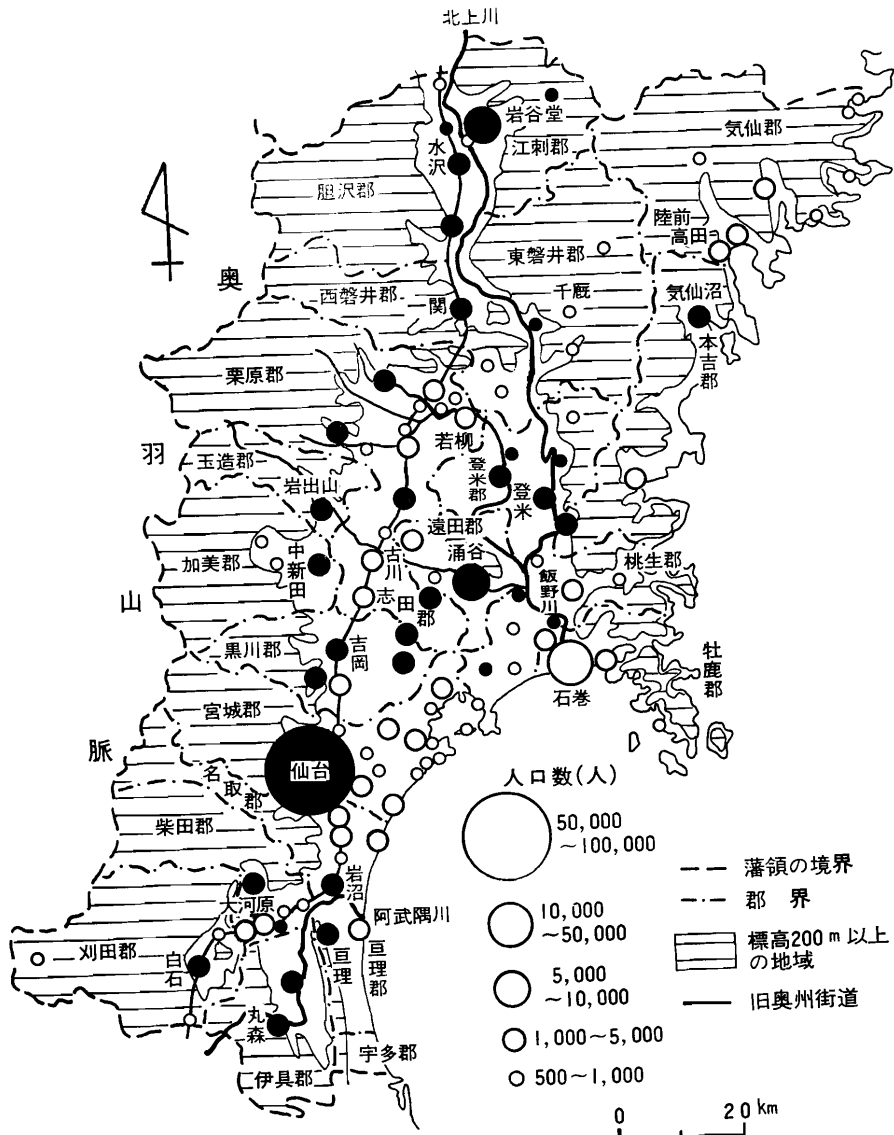 北上川
岩谷堂
水沢
江刺郡
気仙郡
胆沢郡
陸前
高田
東磐井郡
奥
西磐井郡
関
千厩
気仙沼
本吉郡
栗原郡
若柳
羽
玉造郡
登米郡
登米
岩出山
遠田郡
涌谷
加美郡
中新田
古川
志田郡
飯野川
桃生郡
山
黒川郡
吉岡
牡鹿郡
石巻
宮城郡
脈
仙台
名取郡
柴田郡
岩沼
大河原
阿武隈川
刈田郡
白石
亘理
亘理郡
丸森
宇多郡
伊具郡
人口数(人)
50,000
~100,000
10,000
~50,000
5,000
~10,000
1,000~5,000
500~1,000
藩領の境界
郡界
標高200m以上
の地域
旧奥州街道
0 20km